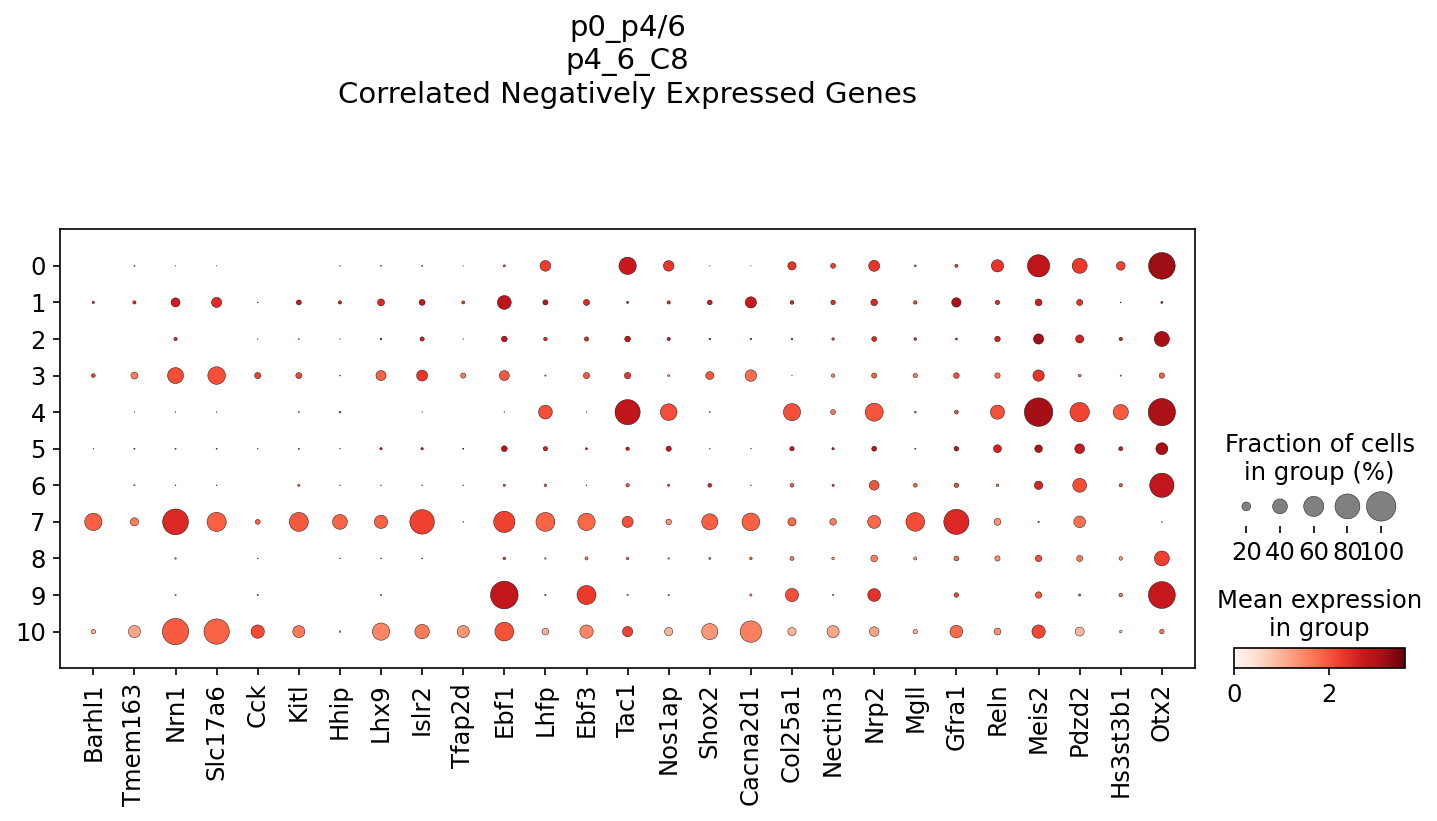 p0_p4/6
p4_6_C8
Correlated Negatively Expressed Genes
0
1
2
3
4
5
6
7
8
9
10
Barhl1
Tmem163
Nrn1
Slc17a6
Cck
Kitl
Hhip
Lhx9
Islr2
Tfap2d
Ebf1
Lhfp
Ebf3
Tac1
Nos1ap
Shox2
Cacna2d1
Col25a1
Nectin3
Nrp2
Mgll
Gfra1
Reln
Meis2
Pdzd2
Hs3st3b1
Otx2
Fraction of cells
in group (%)
20 40 60 80 100
Mean expression
in group
0 2